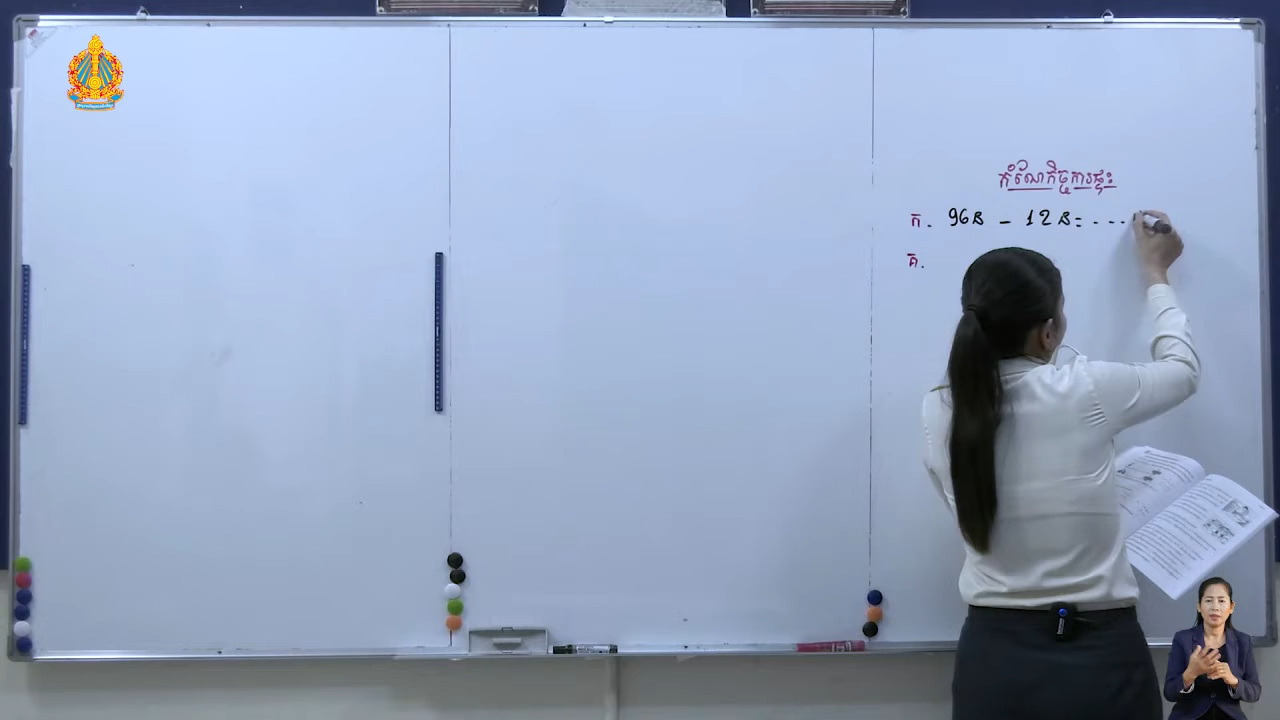 កំណែកិច្ចការផ្ទះ
ក. 96ន - 12ន= ....
គ.